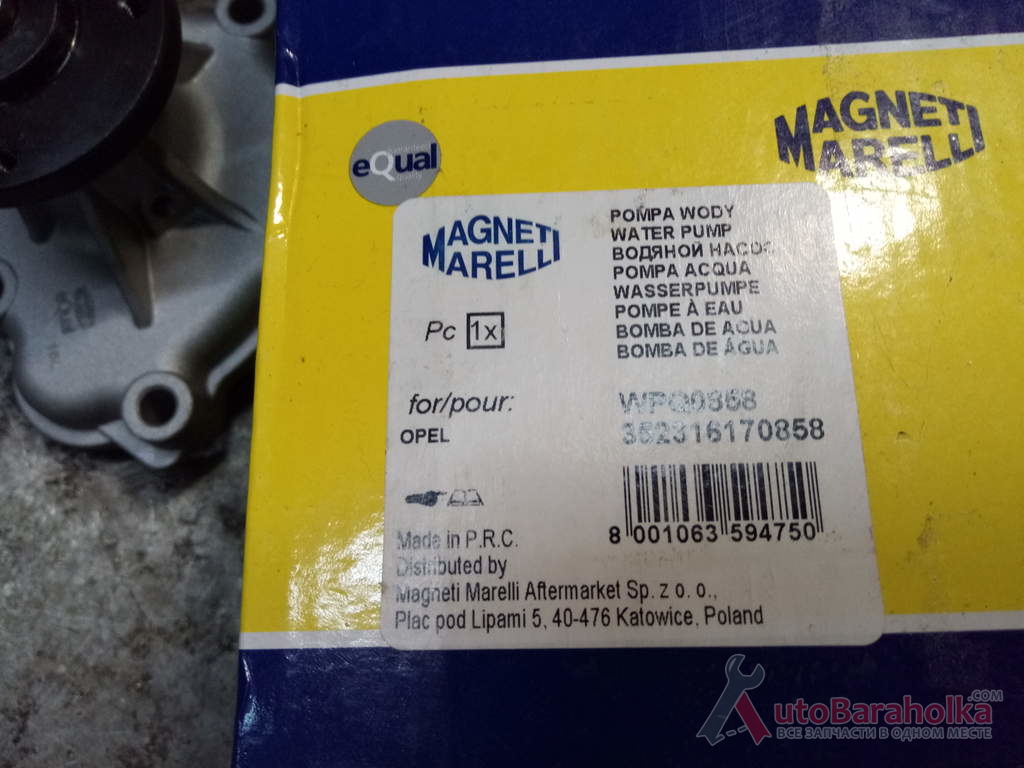 MAGNETI
MARELLI
eQual
MAGNETI
MARELLI
POMPA WODY
WATER PUMP
ВОДЯНОЙ НАСОС
POMPA ACQUA
WASSERPUMPE
POMPE À EAU
BOMBA DE AGUA
BOMBA DE ÁGUA
Pc 1x
for/pour:
OPEL
WPQ0858
352316170858
8 001063 594750
Made in P.R.C.
Distributed by
Magneti Marelli Aftermarket Sp. z o. o.,
Plac pod Lipami 5, 40-476 Katowice, Poland
AutoBaraholka.COM
ВСЕ ЗАПЧАСТИ В ОДНОМ МЕСТЕ